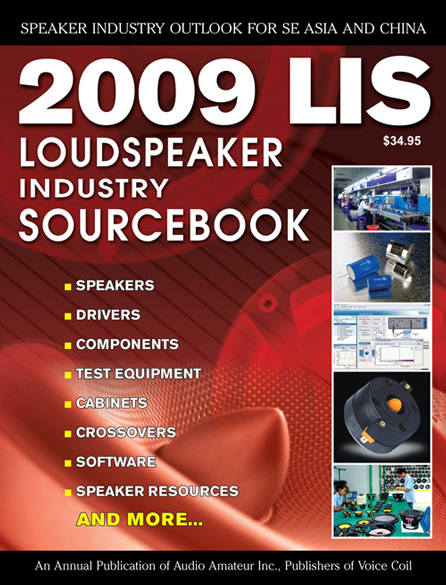 SPEAKER INDUSTRY OUTLOOK FOR SE ASIA AND CHINA
2009 LIS
$34.95
LOUDSPEAKER
INDUSTRY
SOURCEBOOK
SPEAKERS
DRIVERS
COMPONENTS
TEST EQUIPMENT
CABINETS
CROSSOVERS
SOFTWARE
SPEAKER RESOURCES
AND MORE...
An Annual Publication of Audio Amateur Inc., Publishers of Voice Coil